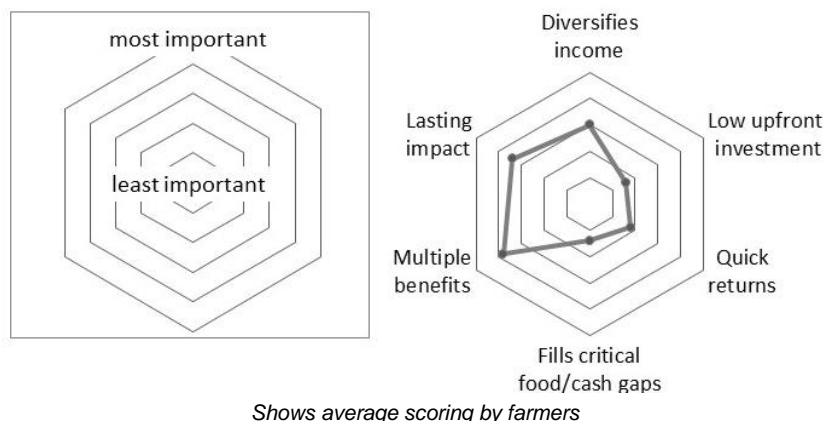 most important
least important
Diversifies
income
Low upfront
investment
Quick
returns
Fills critical
food/cash gaps
Multiple
benefits
Lasting
impact
Shows average scoring by farmers